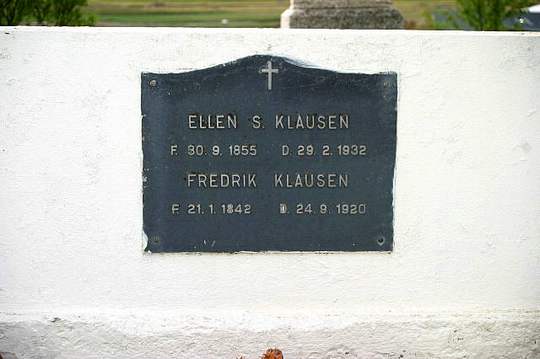 ELLEN S. KLAUSEN
F. 30. 9. 1855 D. 29. 2. 1932
FREDRIK KLAUSEN
F. 21. 1. 1842 D. 24. 9. 1920